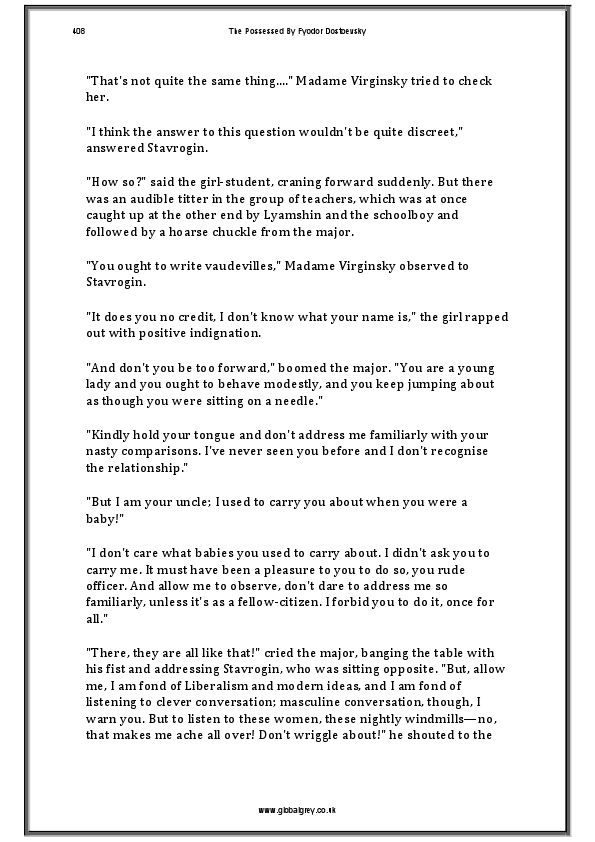 408
The Possessed By Fyodor Dostoevsky
"That's not quite the same thing...." Madame Virginsky tried to check
her.
"I think the answer to this question wouldn't be quite discreet,"
answered Stavrogin.
"How so?" said the girl-student, craning forward suddenly. But there
was an audible titter in the group of teachers, which was at once
caught up at the other end by Lyamshin and the schoolboy and
followed by a hoarse chuckle from the major.
"You ought to write vaudevilles," Madame Virginsky observed to
Stavrogin.
"It does you no credit, I don't know what your name is," the girl rapped
out with positive indignation.
"And don't you be too forward," boomed the major. "You are a young
lady and you ought to behave modestly, and you keep jumping about
as though you were sitting on a needle."
"Kindly hold your tongue and don't address me familiarly with your
nasty comparisons. I've never seen you before and I don't recognise
the relationship."
"But I am your uncle; I used to carry you about when you were a
baby!"
"I don't care what babies you used to carry about. I didn't ask you to
carry me. It must have been a pleasure to you to do so, you rude
officer. And allow me to observe, don't dare to address me so
familiarly, unless it's as a fellow-citizen. I forbid you to do it, once for
all."
"There, they are all like that!" cried the major, banging the table with
his fist and addressing Stavrogin, who was sitting opposite. "But, allow
me, I am fond of Liberalism and modern ideas, and I am fond of
listening to clever conversation; masculine conversation, though, I
warn you. But to listen to these women, these nightly windmills—no,
that makes me ache all over! Don't wriggle about!" he shouted to the
www.globalgrey.co.uk